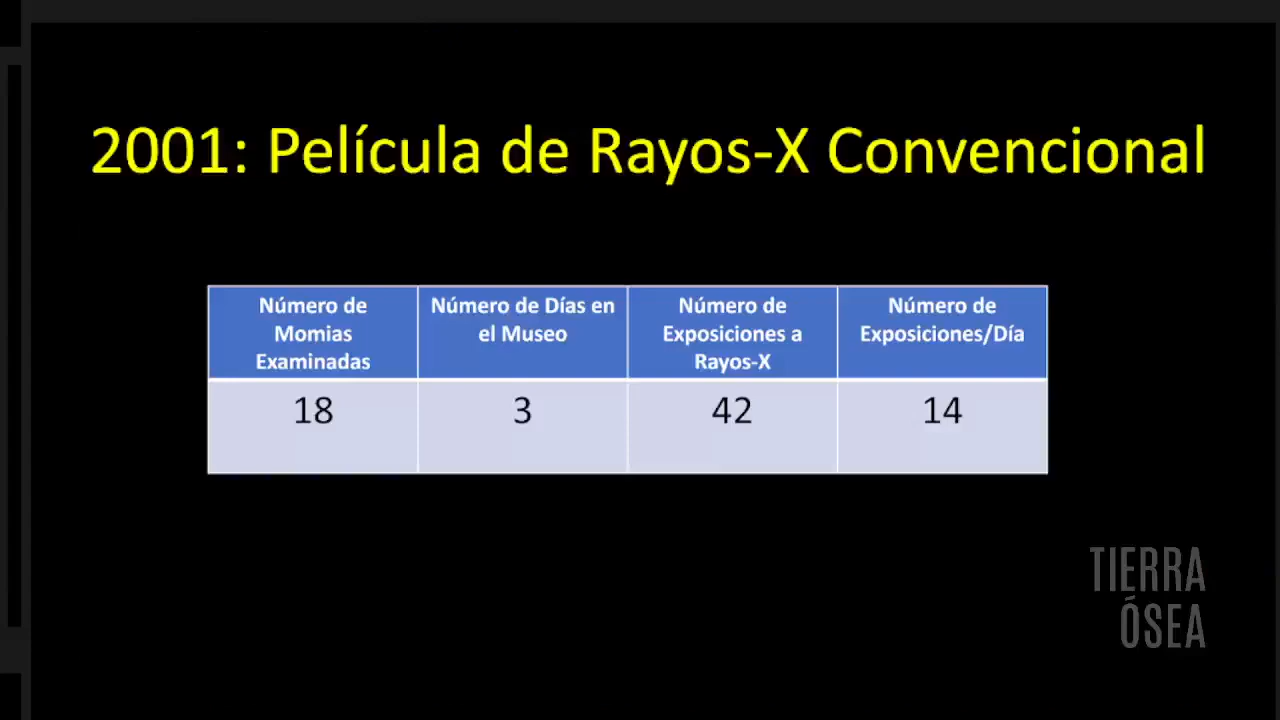 2001: Película de Rayos-X Convencional
Número de
Momias
Examinadas
Número de Días en
el Museo
Número de
Exposiciones a
Rayos-X
Número de
Exposiciones/Día
18
3
42
14
TIERRA
ÓSEA